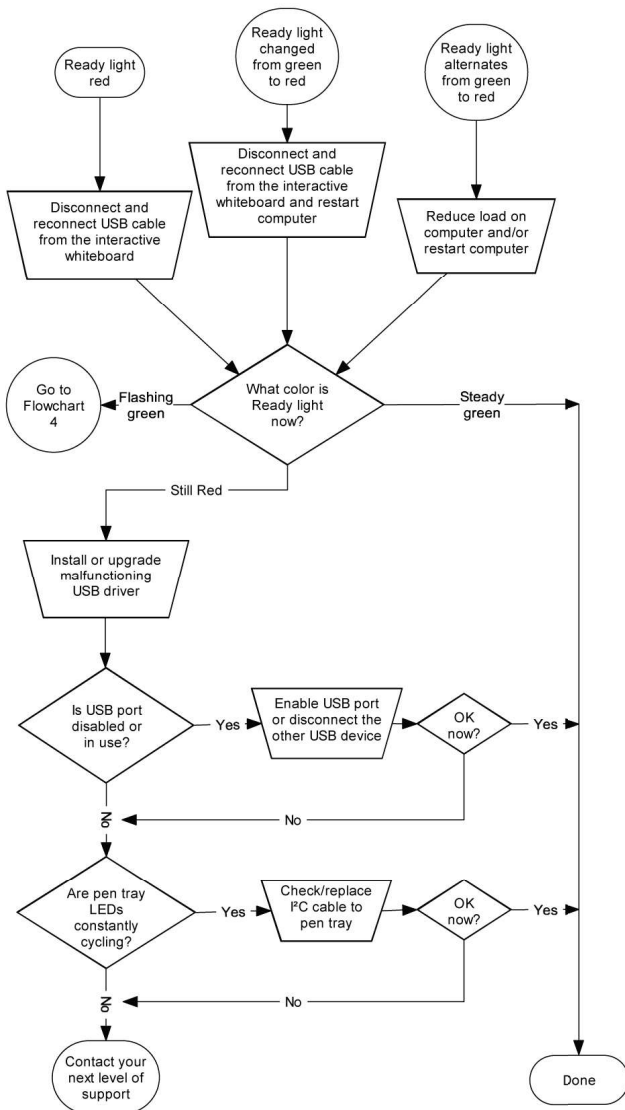 Ready light
red
Ready light
changed
from green
to red
Ready light
alternates
from green
to red
Disconnect and
reconnect USB cable
from the interactive
whiteboard
Disconnect and
reconnect USB cable
from the interactive
whiteboard and restart
computer
Reduce load on
computer and/or
restart computer
Go to
Flowchart
4
Flashing
green
What color is
Ready light
now?
Steady
green
Still Red
Install or upgrade
malfunctioning
USB driver
Is USB port
disabled or
in use?
Yes
Enable USB port
or disconnect the
other USB device
OK
now?
Yes
No
No
Are pen tray
LEDs
constantly
cycling?
Yes
Check/replace
I²C cable to
pen tray
OK
now?
Yes
No
No
Contact your
next level of
support
Done